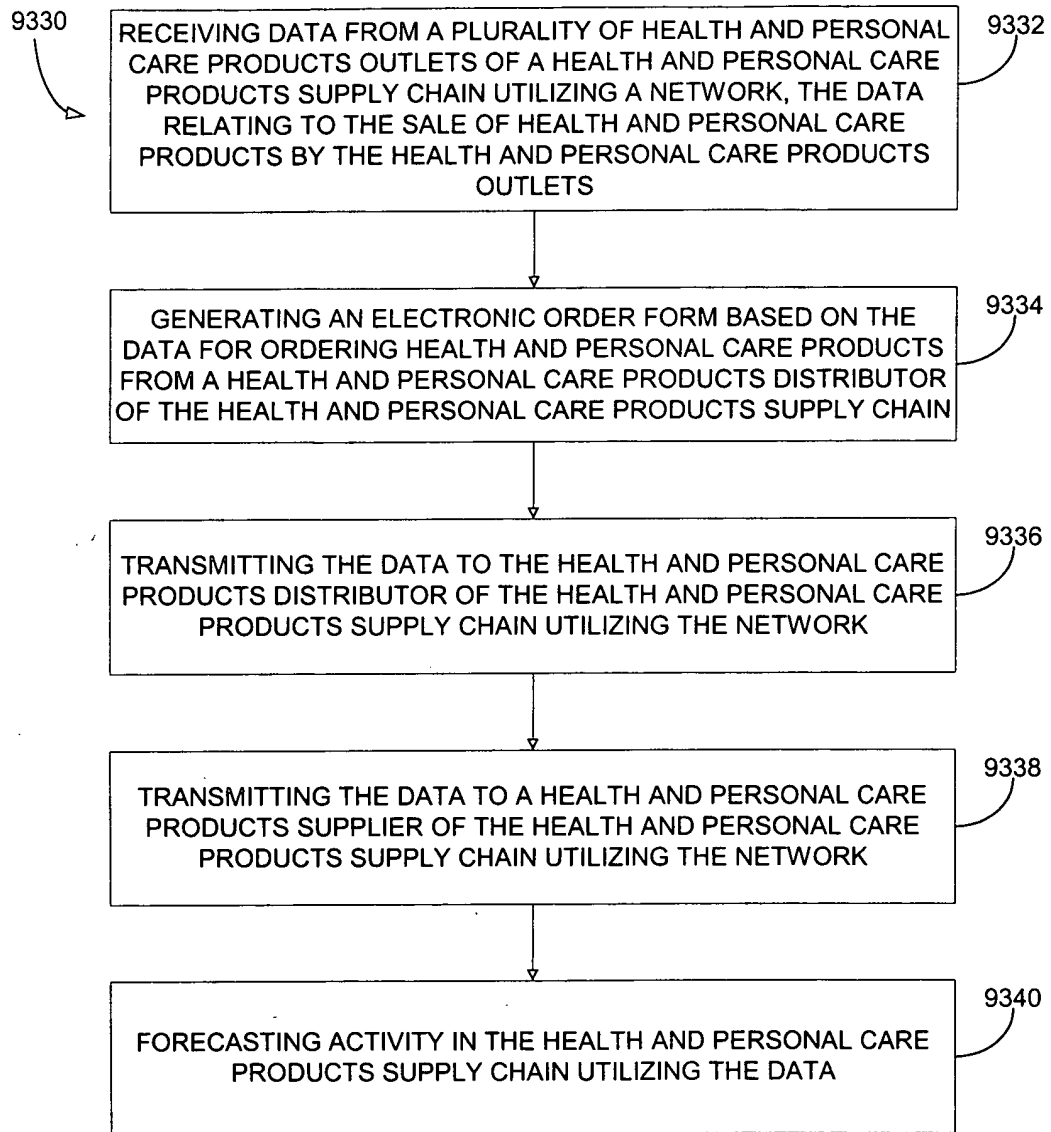 9330
RECEIVING DATA FROM A PLURALITY OF HEALTH AND PERSONAL
CARE PRODUCTS OUTLETS OF A HEALTH AND PERSONAL CARE
PRODUCTS SUPPLY CHAIN UTILIZING A NETWORK, THE DATA
RELATING TO THE SALE OF HEALTH AND PERSONAL CARE
PRODUCTS BY THE HEALTH AND PERSONAL CARE PRODUCTS
OUTLETS
9332
GENERATING AN ELECTRONIC ORDER FORM BASED ON THE
DATA FOR ORDERING HEALTH AND PERSONAL CARE PRODUCTS
FROM A HEALTH AND PERSONAL CARE PRODUCTS DISTRIBUTOR
OF THE HEALTH AND PERSONAL CARE PRODUCTS SUPPLY CHAIN
9334
TRANSMITTING THE DATA TO THE HEALTH AND PERSONAL CARE
PRODUCTS DISTRIBUTOR OF THE HEALTH AND PERSONAL CARE
PRODUCTS SUPPLY CHAIN UTILIZING THE NETWORK
9336
TRANSMITTING THE DATA TO A HEALTH AND PERSONAL CARE
PRODUCTS SUPPLIER OF THE HEALTH AND PERSONAL CARE
PRODUCTS SUPPLY CHAIN UTILIZING THE NETWORK
9338
FORECASTING ACTIVITY IN THE HEALTH AND PERSONAL CARE
PRODUCTS SUPPLY CHAIN UTILIZING THE DATA
9340